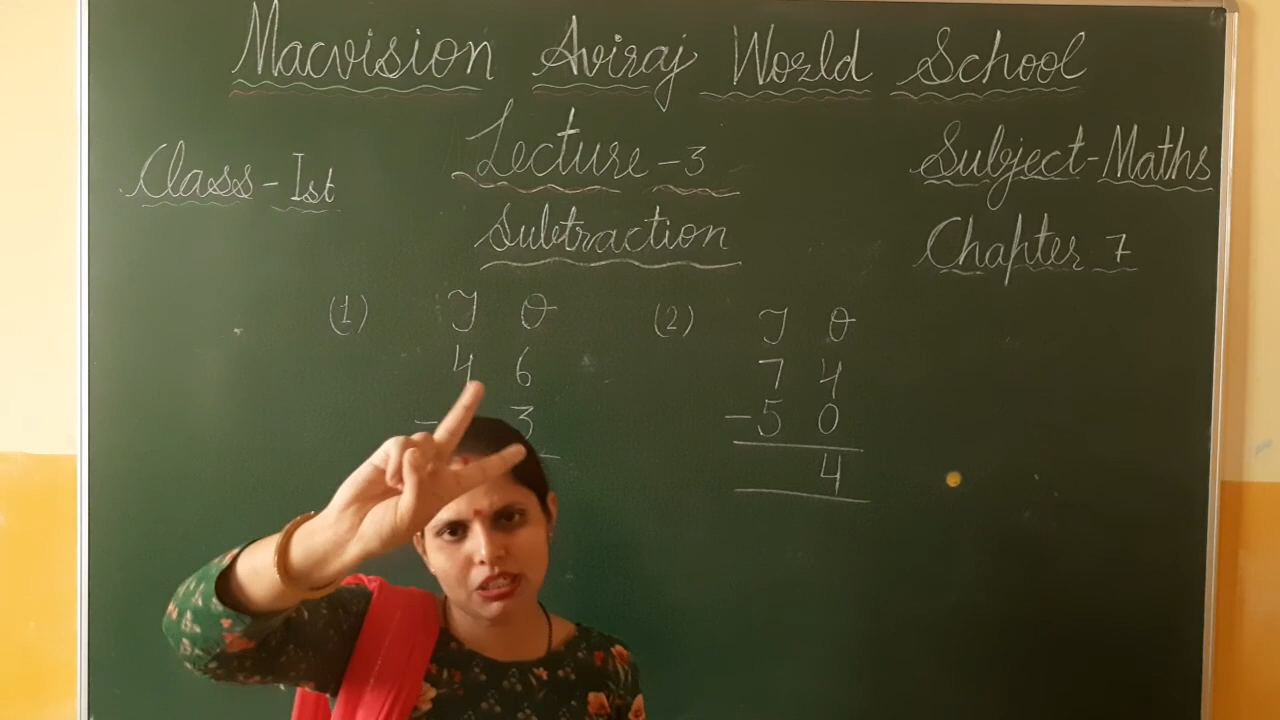 Macvision Aviraj World School
Class - Ist
Lecture - 3
Subject - Maths
Subtraction
Chapter 7
(1) T O (2) T O
4 6 7 4
- 3 - 5 0
4